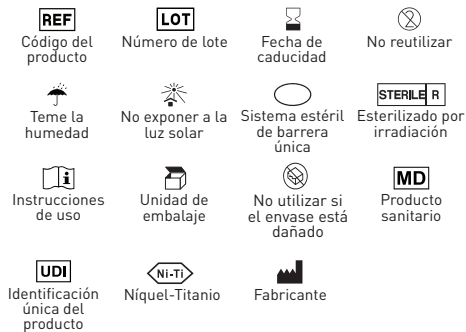 REF LOT
Código del producto
Número de lote
Fecha de caducidad
No reutilizar
STERILE R
Teme la humedad
No exponer a la luz solar
Sistema estéril de barrera única
Esterilizado por irradiación
i MD
Instrucciones de uso
Unidad de embalaje
No utilizar si el envase está dañado
Producto sanitario
UDI Ni-Ti
Identificación única del producto
Níquel-Titanio
Fabricante